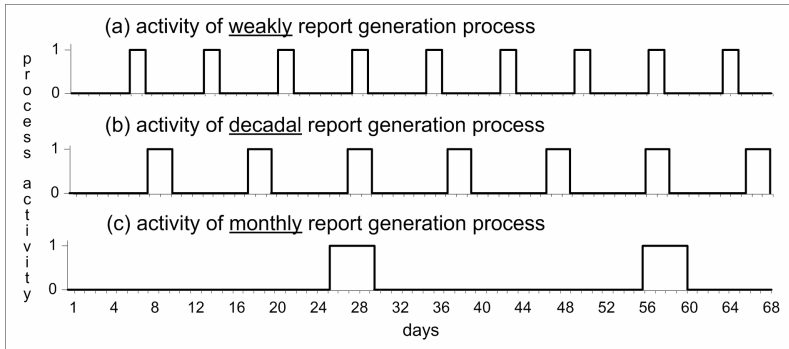 (a) activity of weakly report generation process
1
0
(b) activity of decadal report generation process
1
0
(c) activity of monthly report generation process
1
0
process activity
1 4 8 12 16 20 24 28 32 36 40 44 48 52 56 60 64 68
days